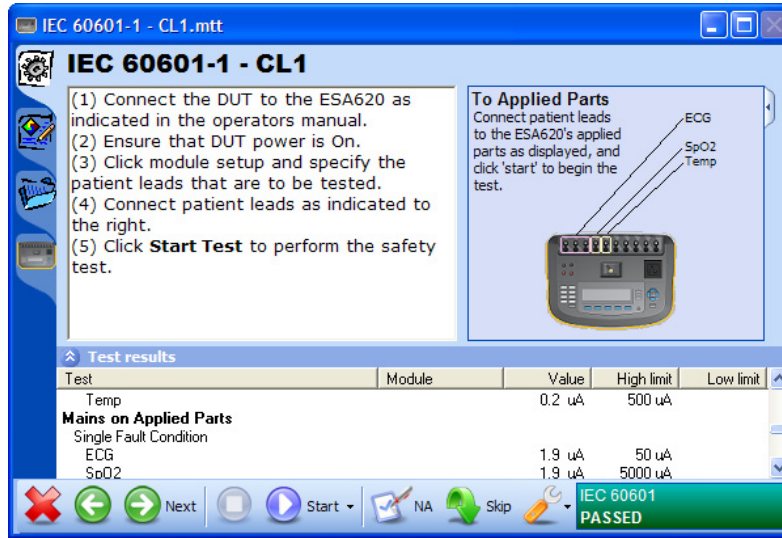 IEC 60601-1 - CL1.mtt
IEC 60601-1 - CL1
(1) Connect the DUT to the ESA620 as
indicated in the operators manual.
(2) Ensure that DUT power is On.
(3) Click module setup and specify the
patient leads that are to be tested.
(4) Connect patient leads as indicated to
the right.
(5) Click Start Test to perform the safety
test.
To Applied Parts
Connect patient leads
to the ESA620's applied
parts as displayed, and
click 'start' to begin the
test.
ECG
SpO2
Temp
Test results
Test Module Value High limit Low limit
Temp 0.2 uA 500 uA
Mains on Applied Parts
Single Fault Condition
ECG 1.9 uA 50 uA
SpO2 1.9 uA 5000 uA
Next Start NA Skip
IEC 60601
PASSED